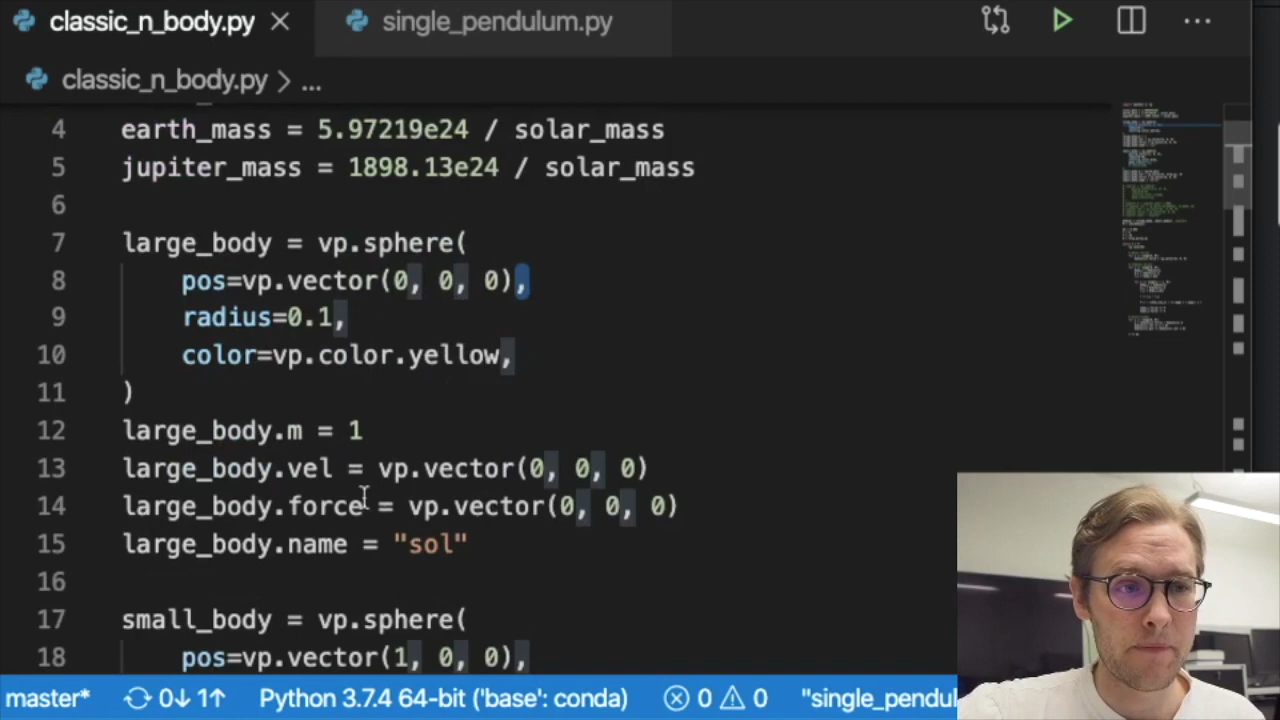 classic_n_body.py
single_pendulum.py
classic_n_body.py > ...
4 earth_mass = 5.97219e24 / solar_mass
5 jupiter_mass = 1898.13e24 / solar_mass
6
7 large_body = vp.sphere(
8 pos=vp.vector(0, 0, 0),
9 radius=0.1,
10 color=vp.color.yellow,
11 )
12 large_body.m = 1
13 large_body.vel = vp.vector(0, 0, 0)
14 large_body.force = vp.vector(0, 0, 0)
15 large_body.name = "sol"
16
17 small_body = vp.sphere(
18 pos=vp.vector(1, 0, 0),
master* 0↓ 1↑ Python 3.7.4 64-bit ('base': conda) 0 0 "single_pendul